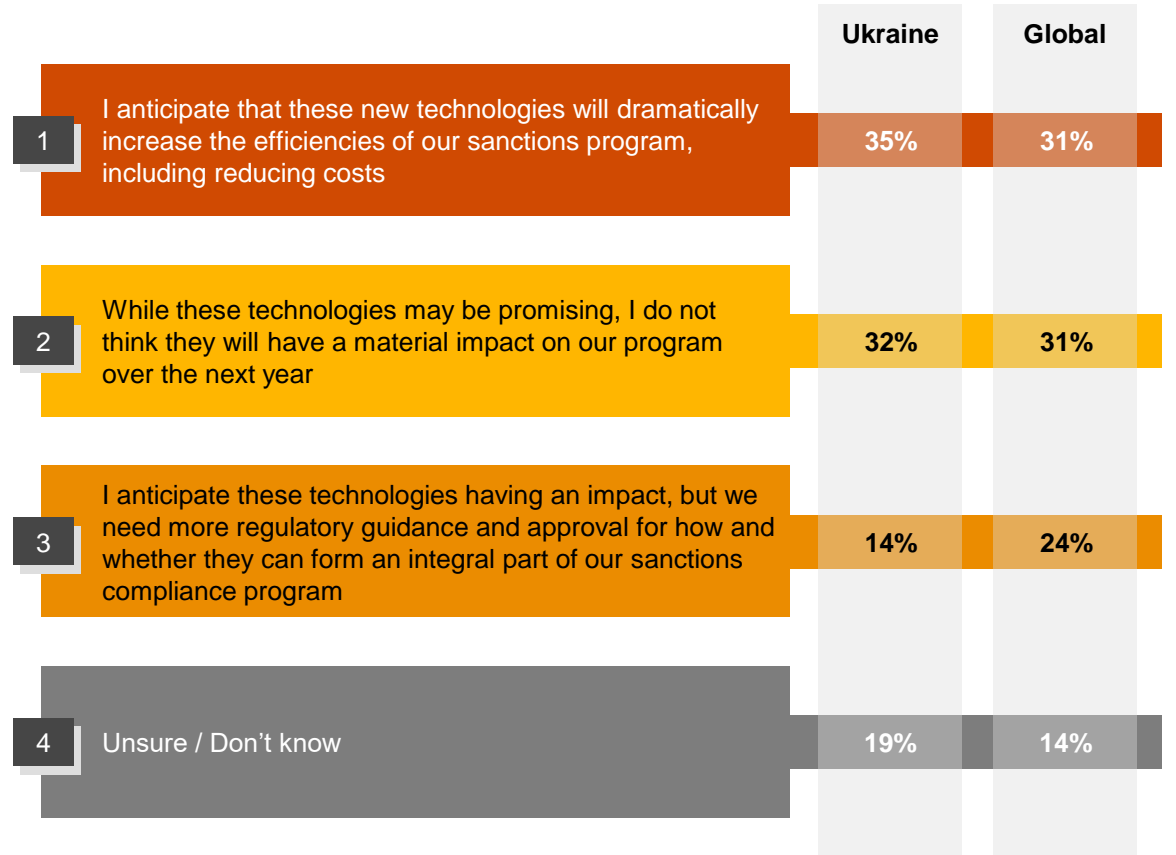 Ukraine Global
1 I anticipate that these new technologies will dramatically
increase the efficiencies of our sanctions program,
including reducing costs
35% 31%
2 While these technologies may be promising, I do not
think they will have a material impact on our program
over the next year
32% 31%
3 I anticipate these technologies having an impact, but we
need more regulatory guidance and approval for how and
whether they can form an integral part of our sanctions
compliance program
14% 24%
4 Unsure / Don’t know 19% 14%